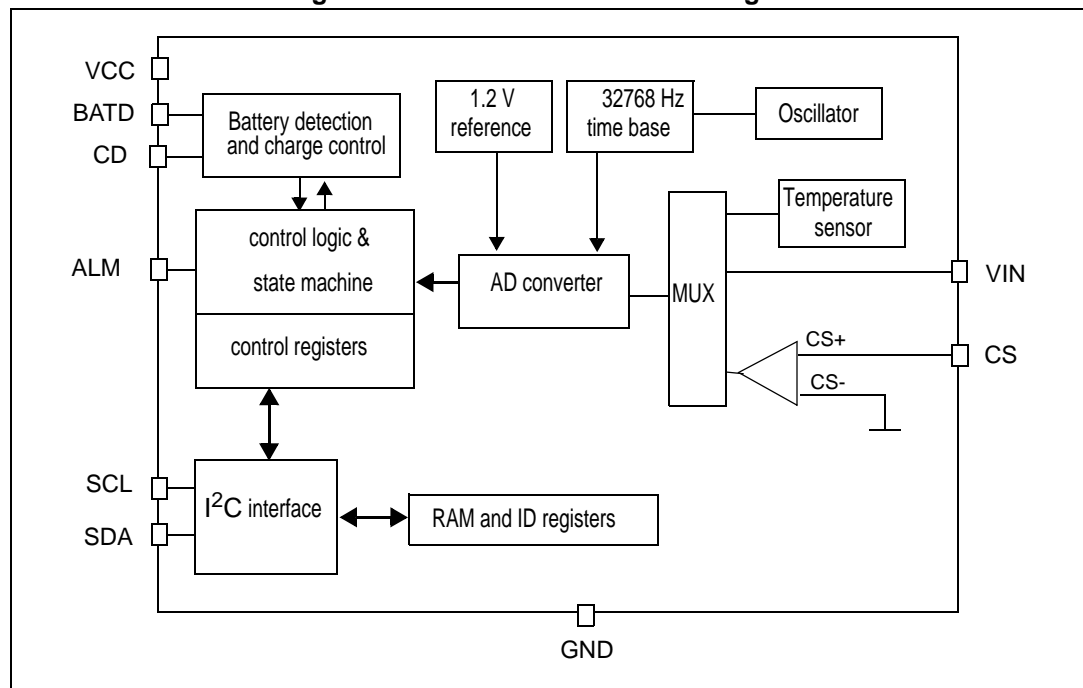 VCC
BATD
CD
ALM
SCL
SDA
Battery detection
and charge control
1.2 V
reference
32768 Hz
time base
Oscillator
Temperature
sensor
control logic &
state machine
control registers
AD converter
MUX
VIN
CS+
CS
CS-
I²C interface
RAM and ID registers
GND